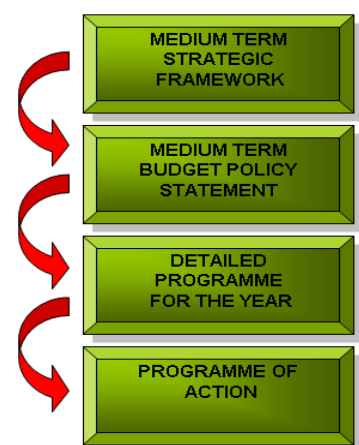 MEDIUM TERM
STRATEGIC
FRAMEWORK
MEDIUM TERM
BUDGET POLICY
STATEMENT
DETAILED
PROGRAMME
FOR THE YEAR
PROGRAMME OF
ACTION